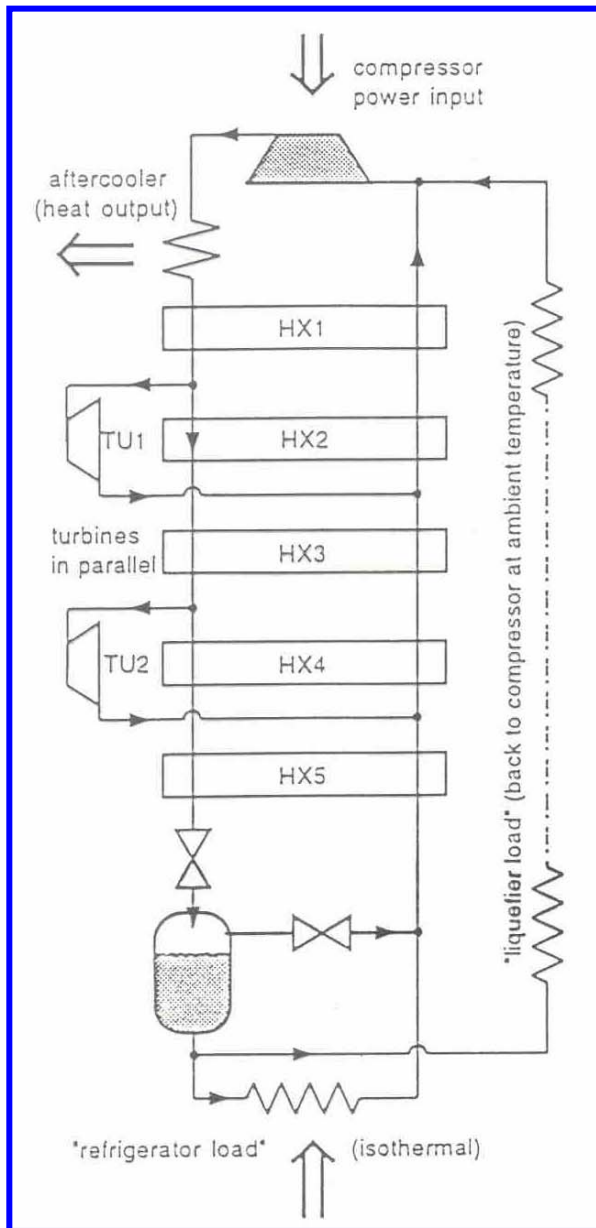 compressor
power input
aftercooler
(heat output)
HX1
TU1
HX2
turbines
in parallel
HX3
TU2
HX4
HX5
"liquefier load" (back to compressor at ambient temperature)
"refrigerator load"
(isothermal)